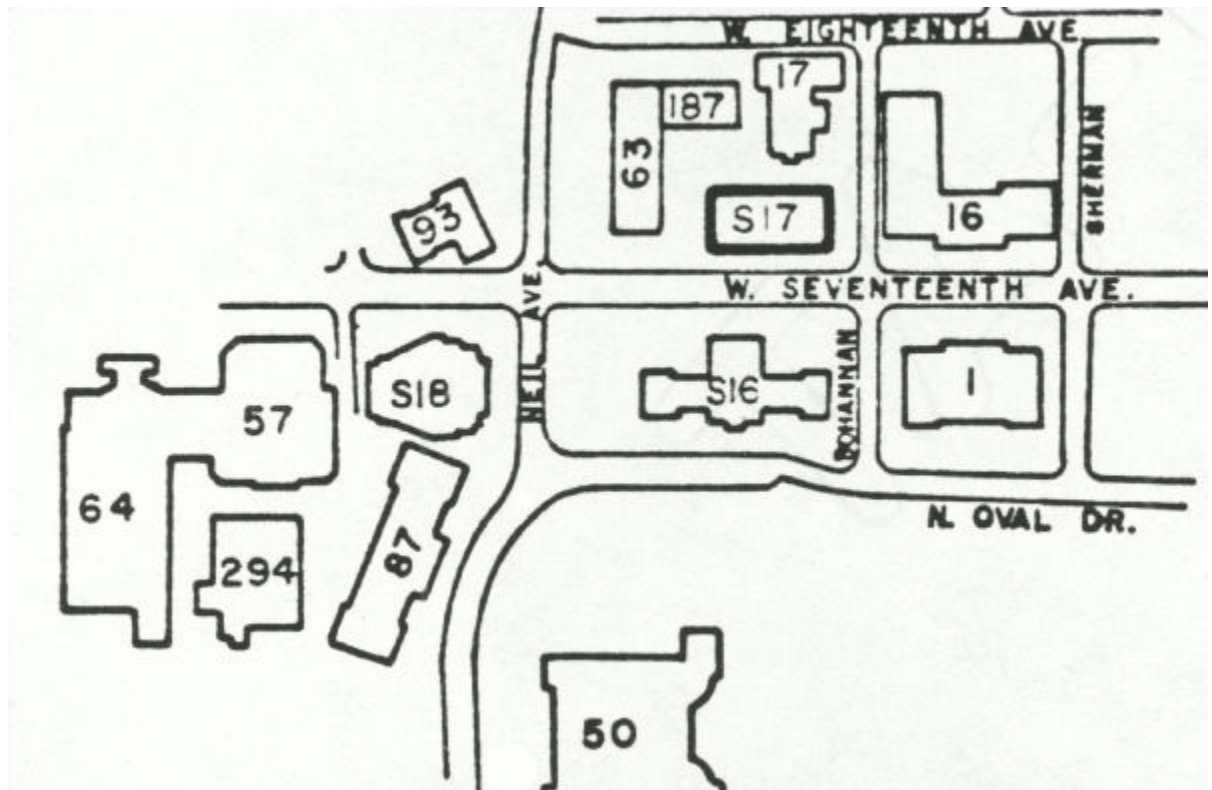 W. EIGHTEENTH AVE
17
187
63
SHERMAN
93
S17
16
W. SEVENTEENTH AVE.
NEIL AVE
BOHANNAN
S18
S16
1
57
64
N. OVAL DR.
87
294
50